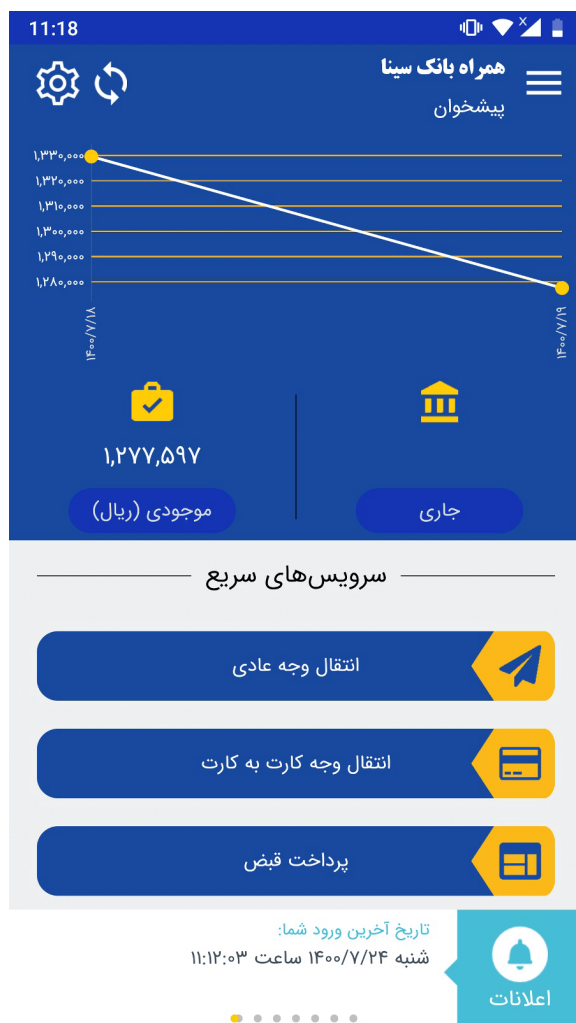 11:18
همراه بانک سینا
پیشخوان
۱,۳۳۰,۰۰۰
۱,۳۲۰,۰۰۰
۱,۳۱۰,۰۰۰
۱,۳۰۰,۰۰۰
۱,۲۹۰,۰۰۰
۱,۲۸۰,۰۰۰
۱۴۰۰/۷/۱۸
۱۴۰۰/۷/۱۹
۱,۲۷۷,۵۹۷
جاری
موجودی (ریال)
سرویس‌های سریع
انتقال وجه عادی
انتقال وجه کارت به کارت
پرداخت قبض
تاریخ آخرین ورود شما:
شنبه ۱۴۰۰/۷/۲۴ ساعت ۱۱:۱۲:۰۳
اعلانات